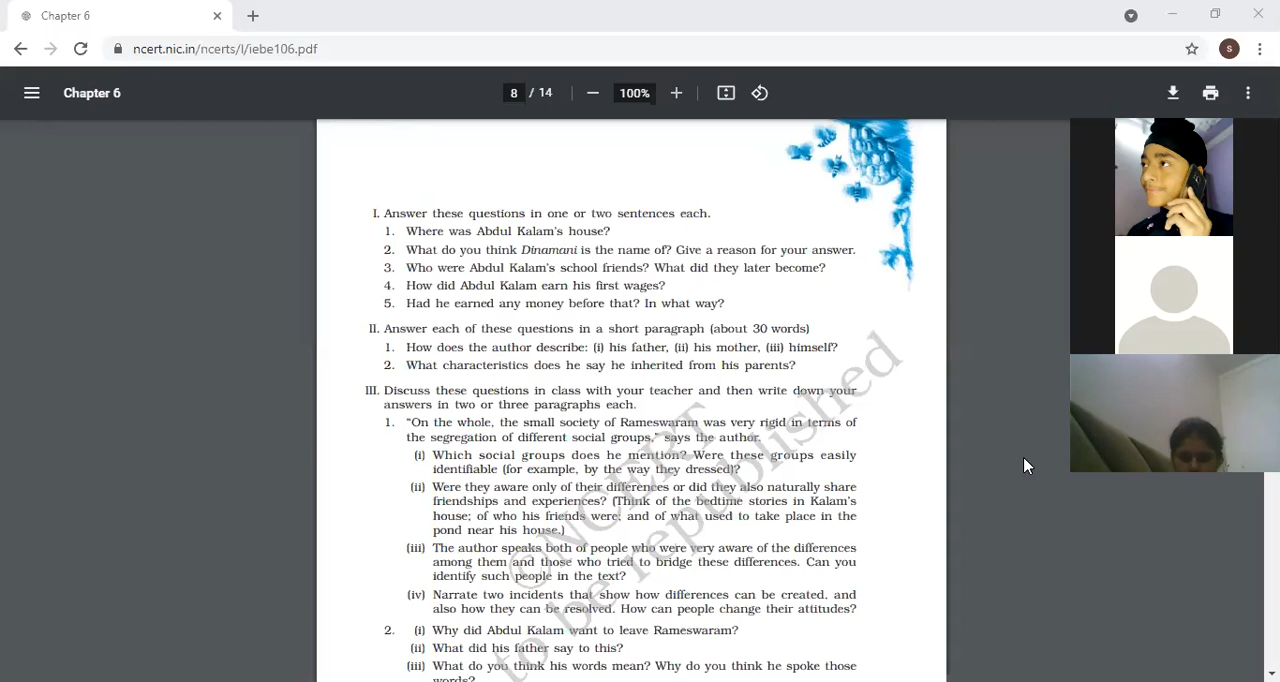 Chapter 6
ncert.nic.in/ncerts/l/iebe106.pdf
S
Chapter 6
8 / 14
100%
I. Answer these questions in one or two sentences each.
1. Where was Abdul Kalam's house?
2. What do you think Dinamani is the name of? Give a reason for your answer.
3. Who were Abdul Kalam's school friends? What did they later become?
4. How did Abdul Kalam earn his first wages?
5. Had he earned any money before that? In what way?
II. Answer each of these questions in a short paragraph (about 30 words)
1. How does the author describe: (i) his father, (ii) his mother, (iii) himself?
2. What characteristics does he say he inherited from his parents?
III. Discuss these questions in class with your teacher and then write down your
answers in two or three paragraphs each.
1. “On the whole, the small society of Rameswaram was very rigid in terms of
the segregation of different social groups,” says the author.
(i) Which social groups does he mention? Were these groups easily
identifiable (for example, by the way they dressed)?
(ii) Were they aware only of their differences or did they also naturally share
friendships and experiences? (Think of the bedtime stories in Kalam's
house; of who his friends were; and of what used to take place in the
pond near his house.)
(iii) The author speaks both of people who were very aware of the differences
among them and those who tried to bridge these differences. Can you
identify such people in the text?
(iv) Narrate two incidents that show how differences can be created, and
also how they can be resolved. How can people change their attitudes?
2. (i) Why did Abdul Kalam want to leave Rameswaram?
(ii) What did his father say to this?
(iii) What do you think his words mean? Why do you think he spoke those
words?
©NCERT
to be republished